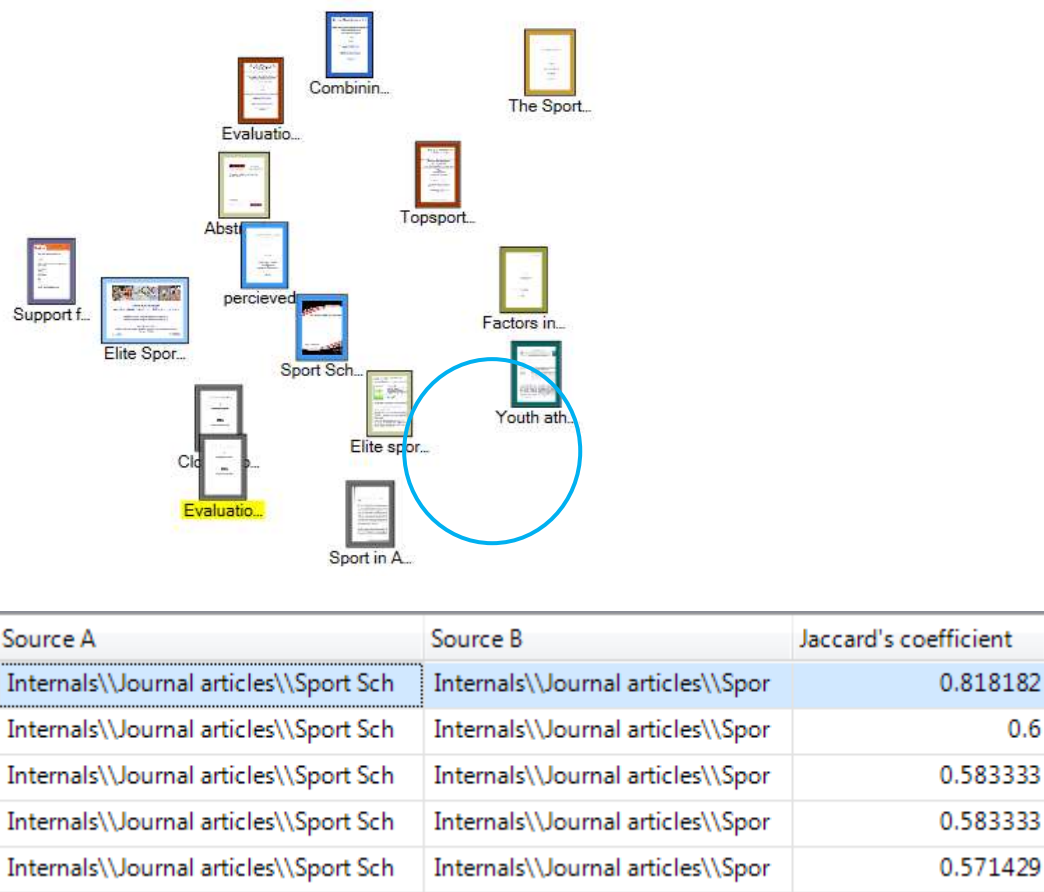 Combinin...
The Sport...
Evaluatio...
Topsport...
Abst
percieved
Support f...
Elite Spor...
Factors in...
Sport Sch...
Youth ath...
Elite spor...
Clo
Evaluatio...
Sport in A...
Source A Source B Jaccard's coefficient
Internals\\Journal articles\\Sport Sch Internals\\Journal articles\\Spor 0.818182
Internals\\Journal articles\\Sport Sch Internals\\Journal articles\\Spor 0.6
Internals\\Journal articles\\Sport Sch Internals\\Journal articles\\Spor 0.583333
Internals\\Journal articles\\Sport Sch Internals\\Journal articles\\Spor 0.583333
Internals\\Journal articles\\Sport Sch Internals\\Journal articles\\Spor 0.571429